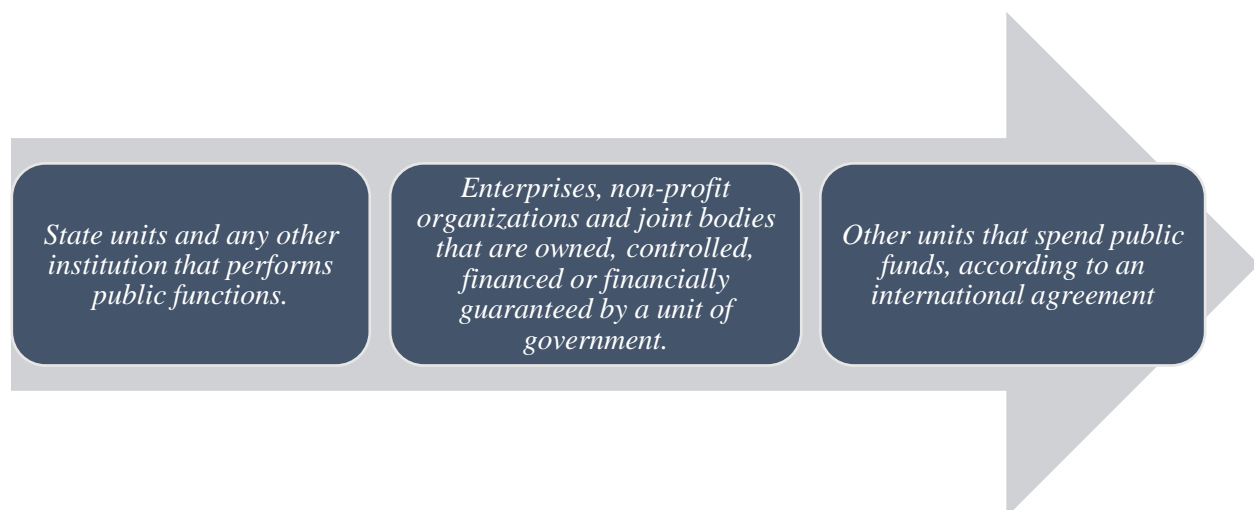 State units and any other
institution that performs
public functions.
Enterprises, non-profit
organizations and joint bodies
that are owned, controlled,
financed or financially
guaranteed by a unit of
government.
Other units that spend public
funds, according to an
international agreement